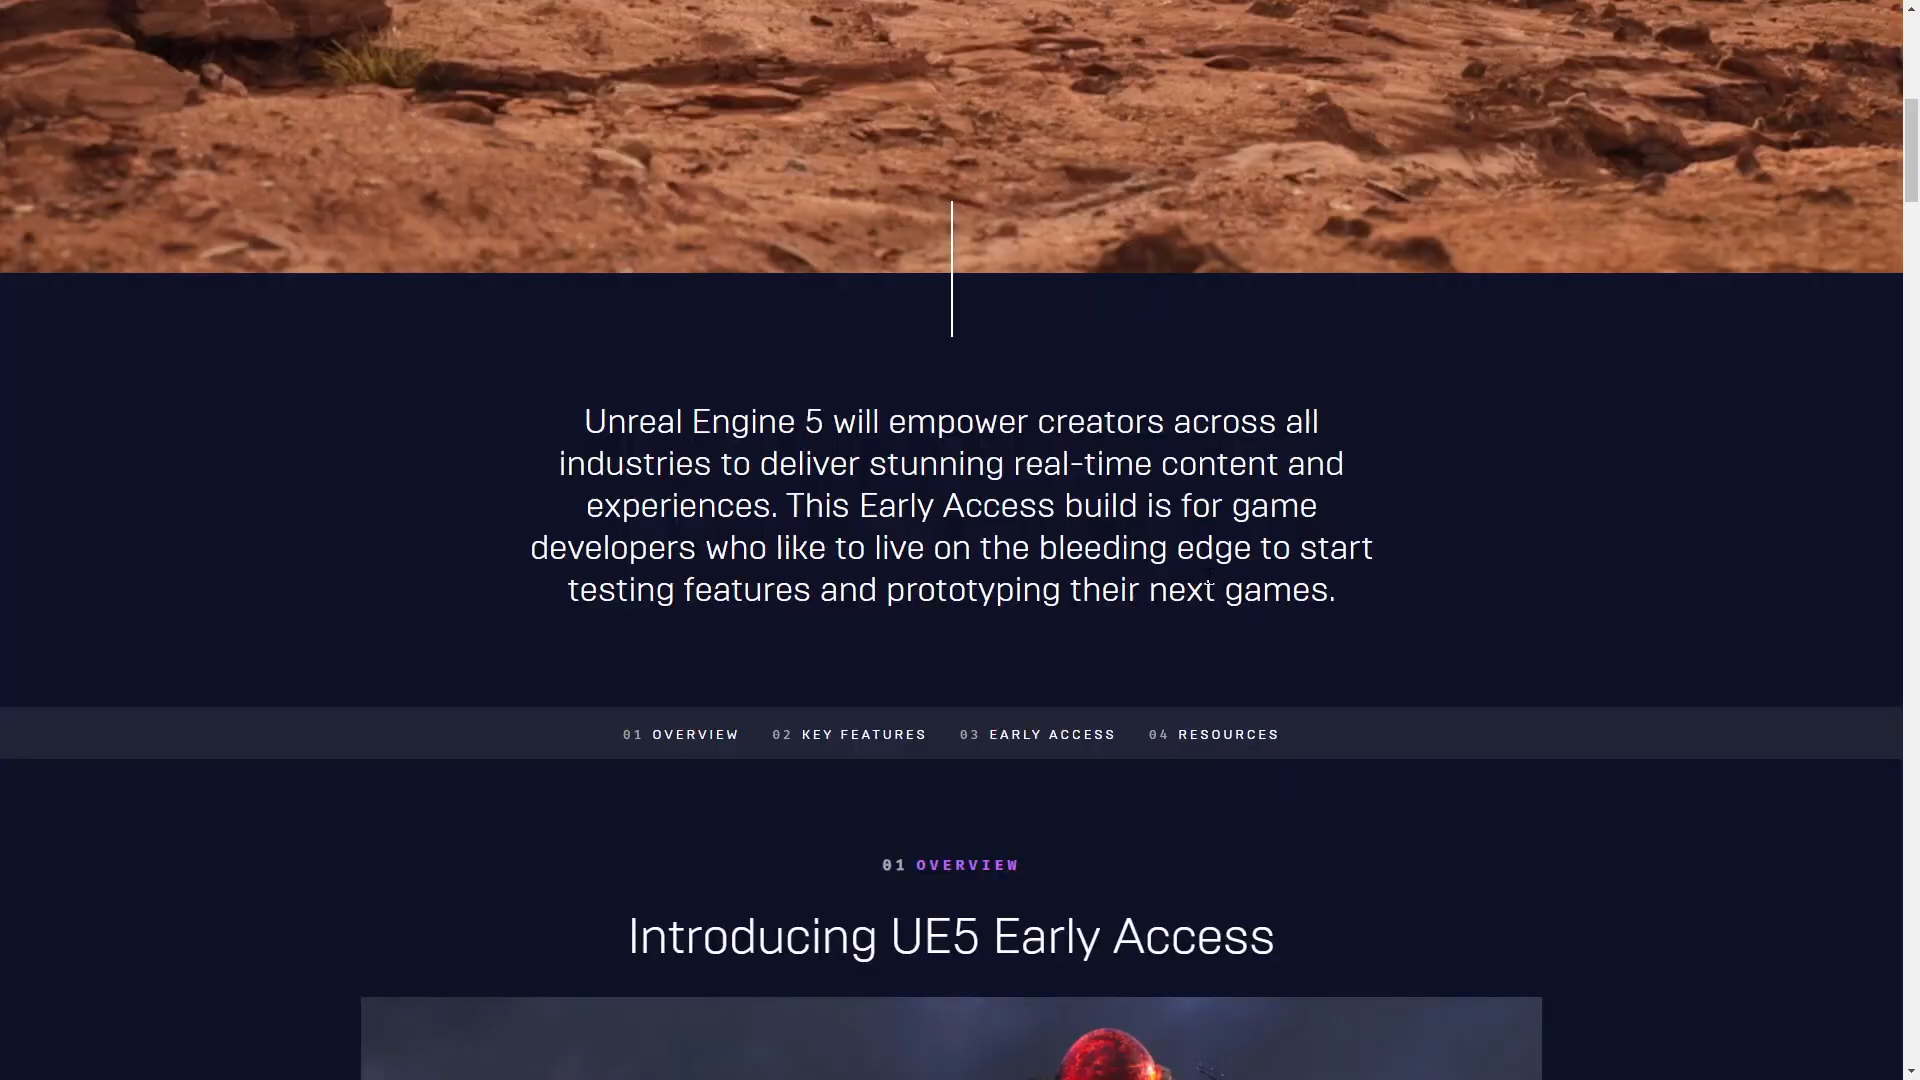 Unreal Engine 5 will empower creators across all
industries to deliver stunning real-time content and
experiences. This Early Access build is for game
developers who like to live on the bleeding edge to start
testing features and prototyping their next games.
01 OVERVIEW 02 KEY FEATURES 03 EARLY ACCESS 04 RESOURCES
01 OVERVIEW
Introducing UE5 Early Access